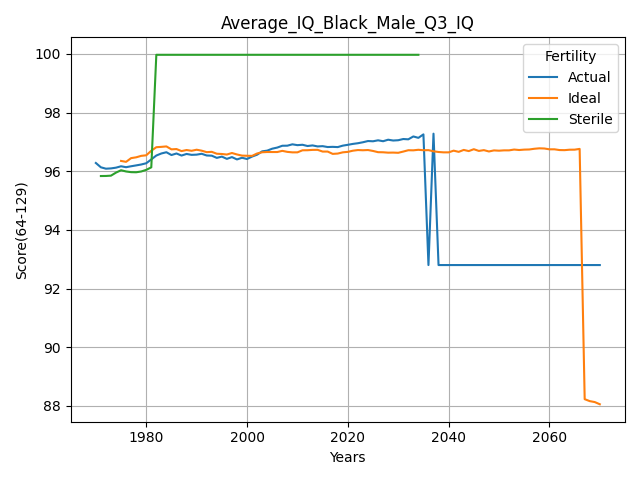 Average_IQ_Black_Male_Q3_IQ
Fertility
Actual
Ideal
Sterile
Score(64-129)
100
98
96
94
92
90
88
1980
2000
2020
2040
2060
Years